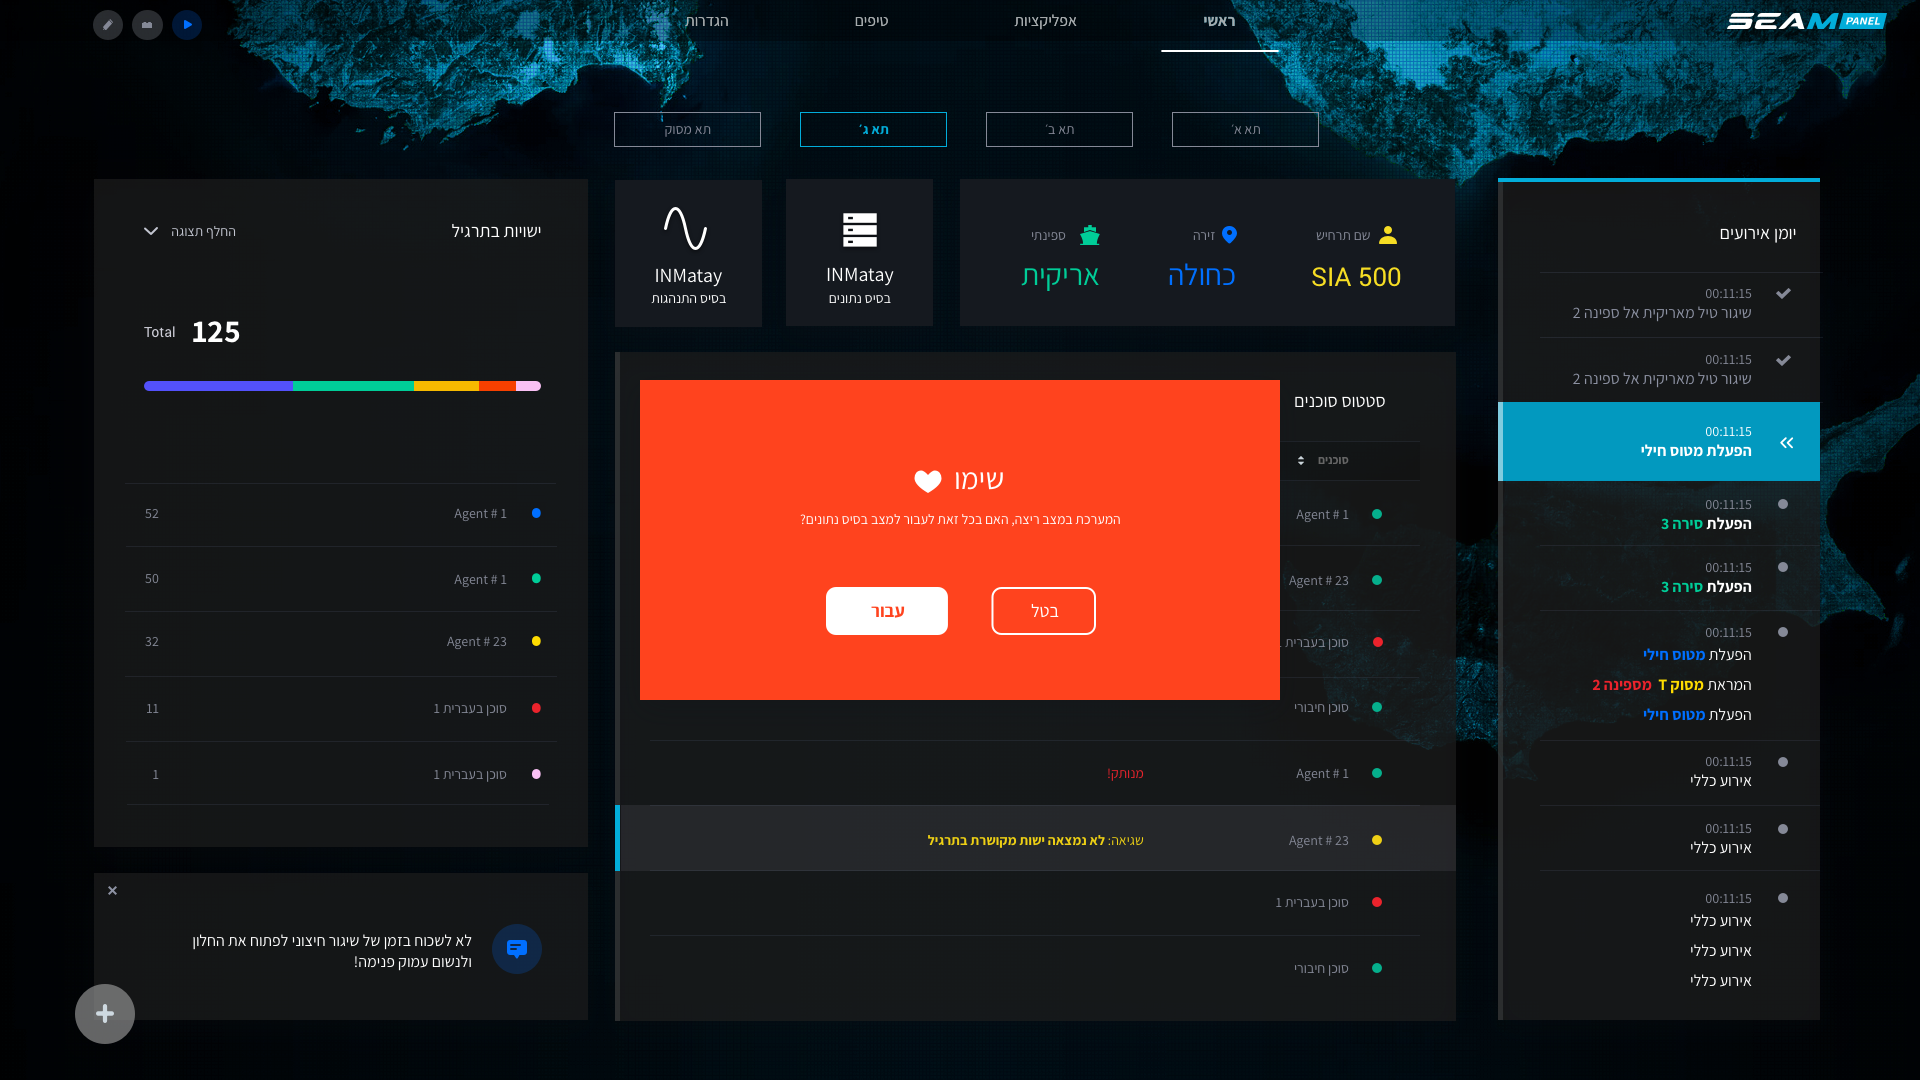 SEAM PANEL
ראשי
אפליקציות
טיפים
הגדרות
תא א׳
תא ב׳
תא ג׳
תא מסוק
יומן אירועים
00:11:15
שיגור טיל מאריקית אל ספינה 2
00:11:15
שיגור טיל מאריקית אל ספינה 2
00:11:15
הפעלת מטוס חילי
00:11:15
הפעלת סירה 3
00:11:15
הפעלת סירה 3
00:11:15
הפעלת מטוס חילי
המראת מסוק T מספינה 2
הפעלת מטוס חילי
00:11:15
אירוע כללי
00:11:15
אירוע כללי
00:11:15
אירוע כללי
אירוע כללי
אירוע כללי
שם תרחיש
SIA 500
זירה
כחולה
ספינתי
אריקית
INMatay
בסיס נתונים
INMatay
בסיס התנהגות
סטטוס סוכנים
סוכנים
Agent # 1
Agent # 23
סוכן בעברית
סוכן חיבורי
Agent # 1
מנותק!
Agent # 23
שגיאה: לא נמצאה ישות מקושרת בתרגיל
סוכן בעברית 1
סוכן חיבורי
שימו
המערכת במצב ריצה, האם בכל זאת לעבור למצב בסיס נתונים?
בטל
עבור
ישויות בתרגיל
החלף תצוגה
Total 125
Agent # 1 52
Agent # 1 50
Agent # 23 32
סוכן בעברית 1 11
סוכן בעברית 1 1
לא לשכוח בזמן של שיגור חיצוני לפתוח את החלון
ולנשום עמוק פנימה!